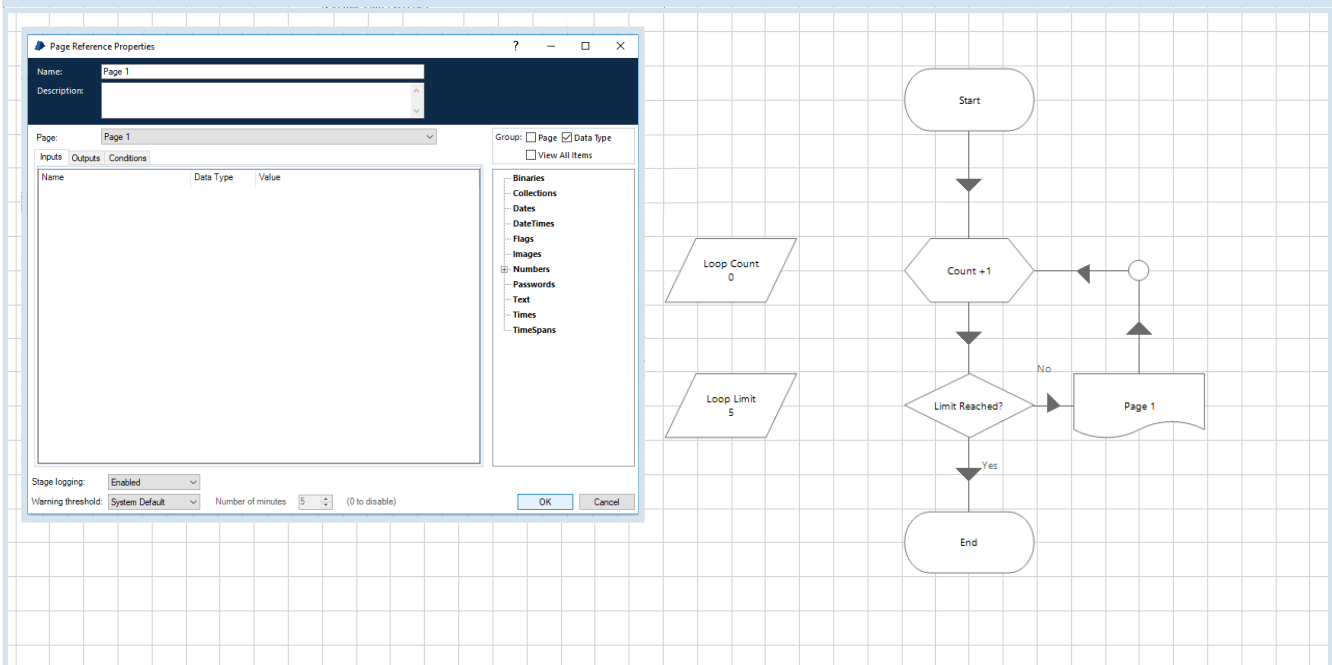 Page Reference Properties
Name: Page 1
Description:
Page: Page 1
Group: Page Data Type
View All Items
Inputs Outputs Conditions
Name Data Type Value
Binaries
Collections
Dates
DateTimes
Flags
Images
Numbers
Passwords
Text
Times
TimeSpans
Stage logging: Enabled
Warning threshold: System Default Number of minutes 5 (0 to disable)
OK Cancel
Start
Loop Count
0
Count +1
No
Loop Limit
5
Limit Reached?
Page 1
Yes
End